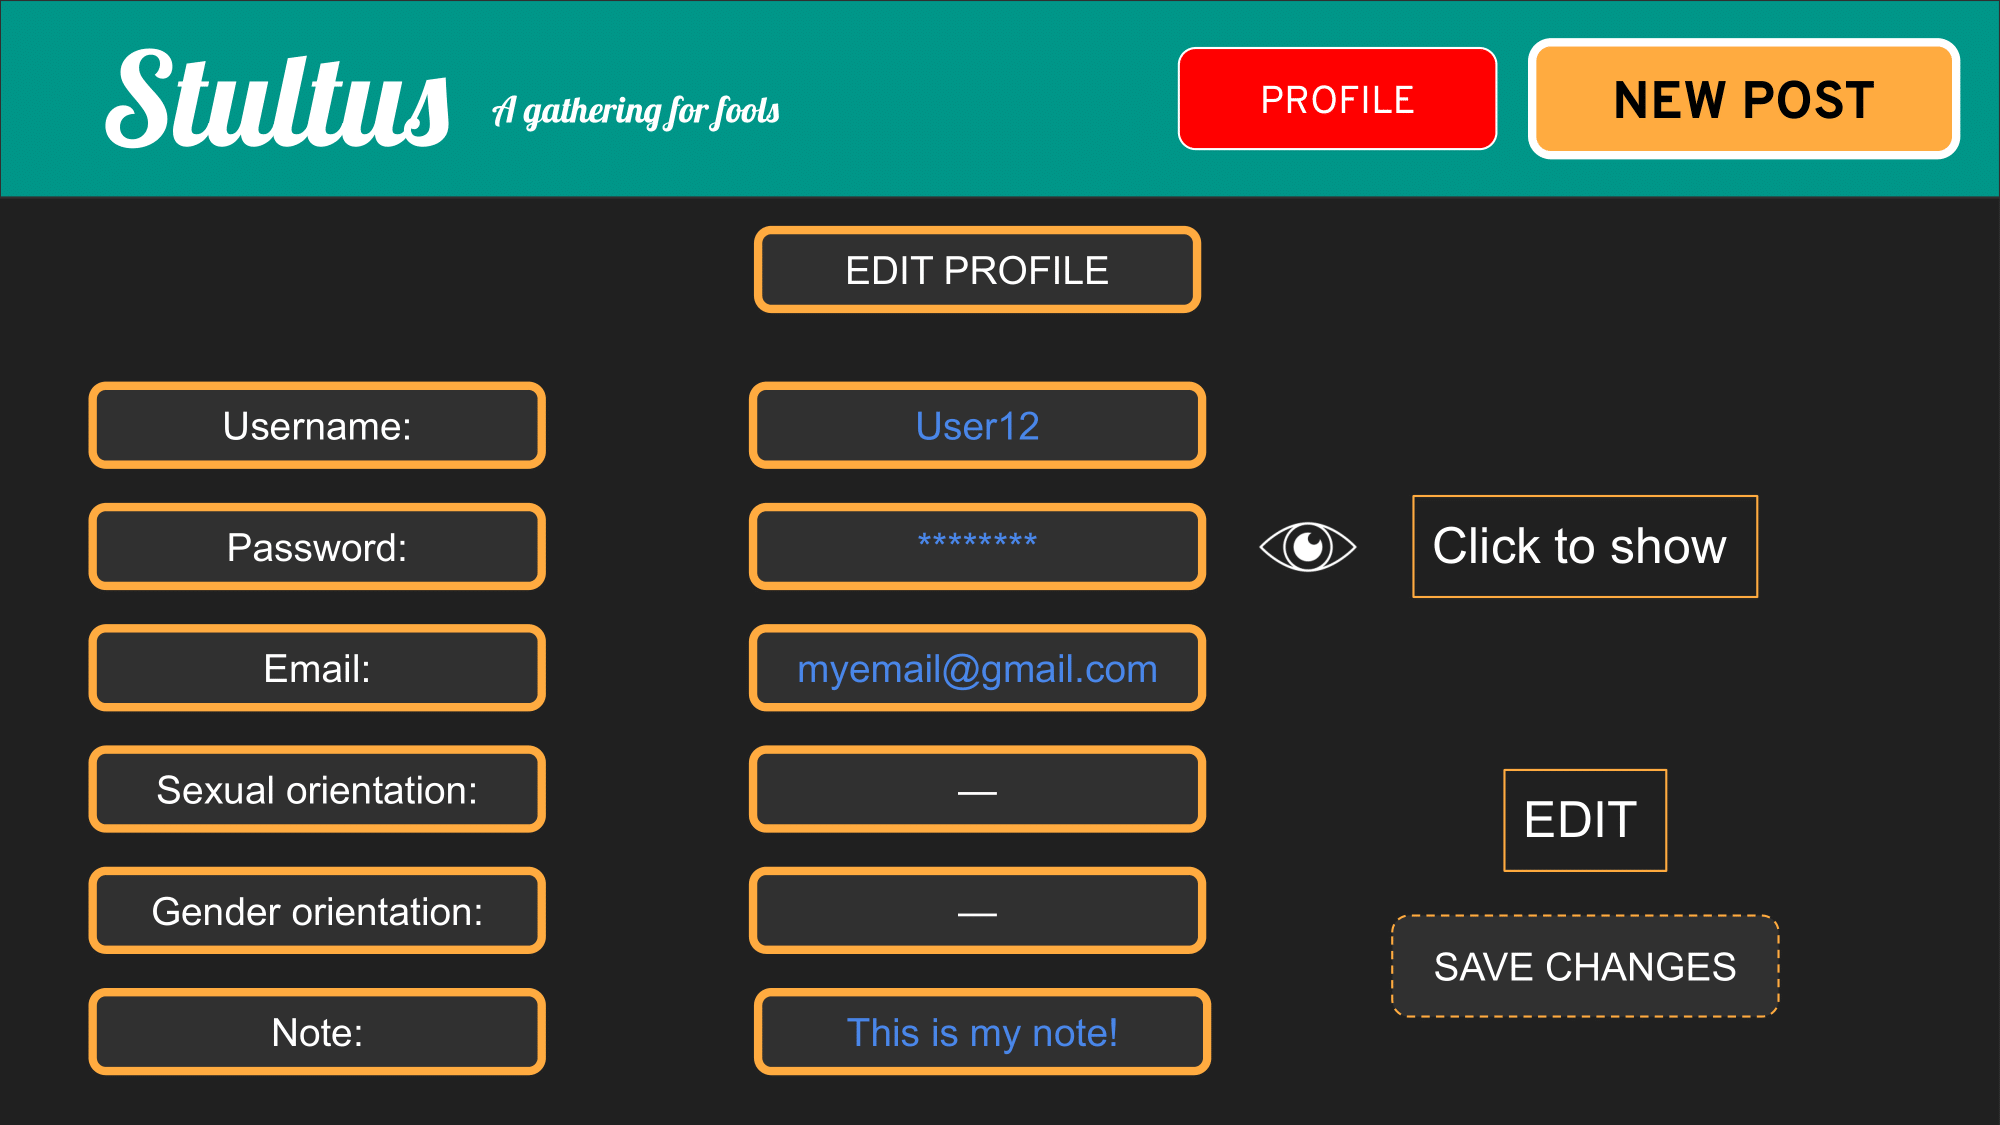 Stultus
A gathering for fools
PROFILE
NEW POST
EDIT PROFILE
Username:
User12
Password:
********
Click to show
Email:
myemail@gmail.com
Sexual orientation:
—
EDIT
Gender orientation:
—
SAVE CHANGES
Note:
This is my note!